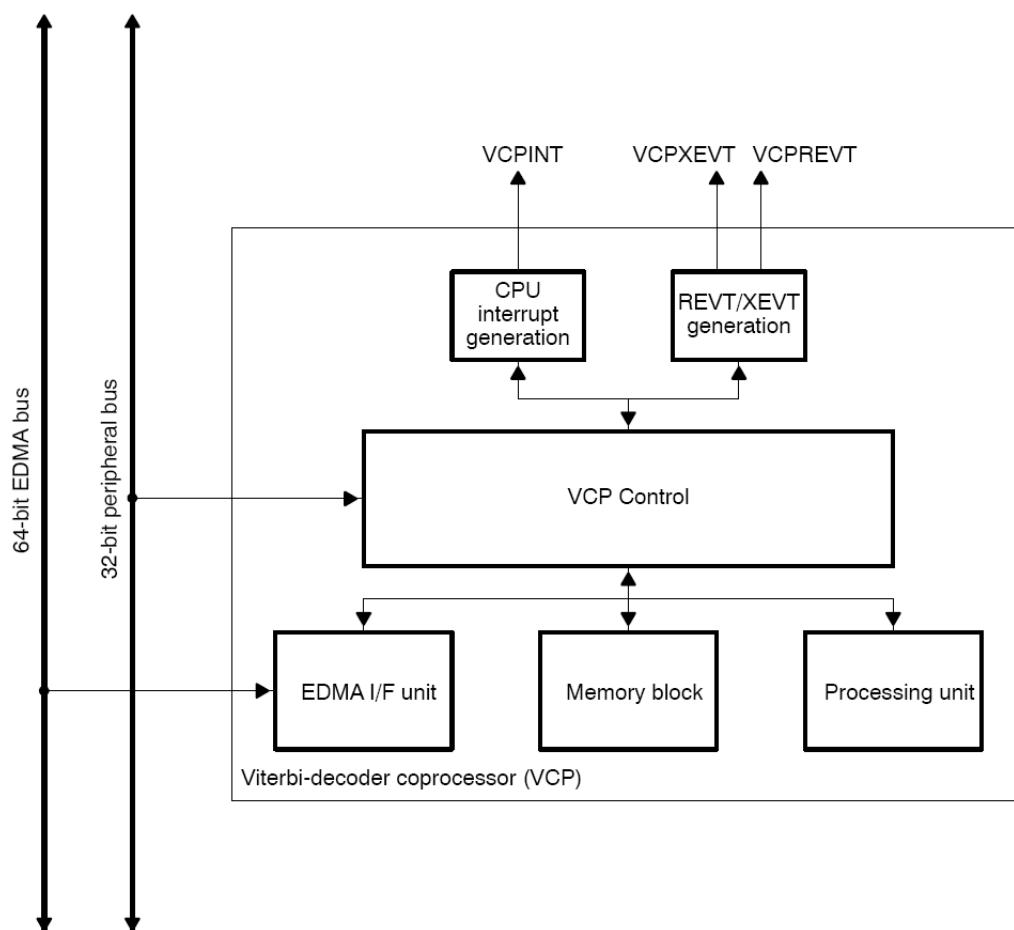 VCPINT
VCPXEVT
VCPREVT
CPU
interrupt
generation
REVT/XEVT
generation
64-bit EDMA bus
32-bit peripheral bus
VCP Control
EDMA I/F unit
Memory block
Processing unit
Viterbi-decoder coprocessor (VCP)